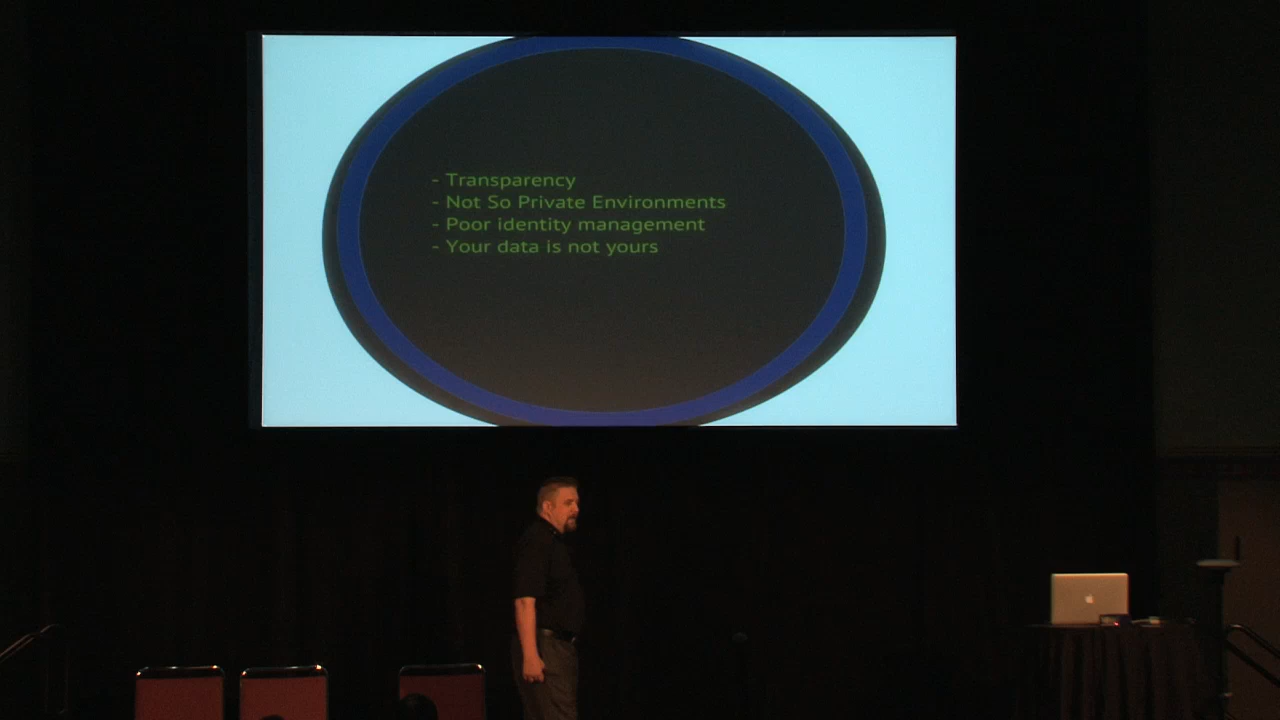 - Transparency
- Not So Private Environments
- Poor identity management
- Your data is not yours